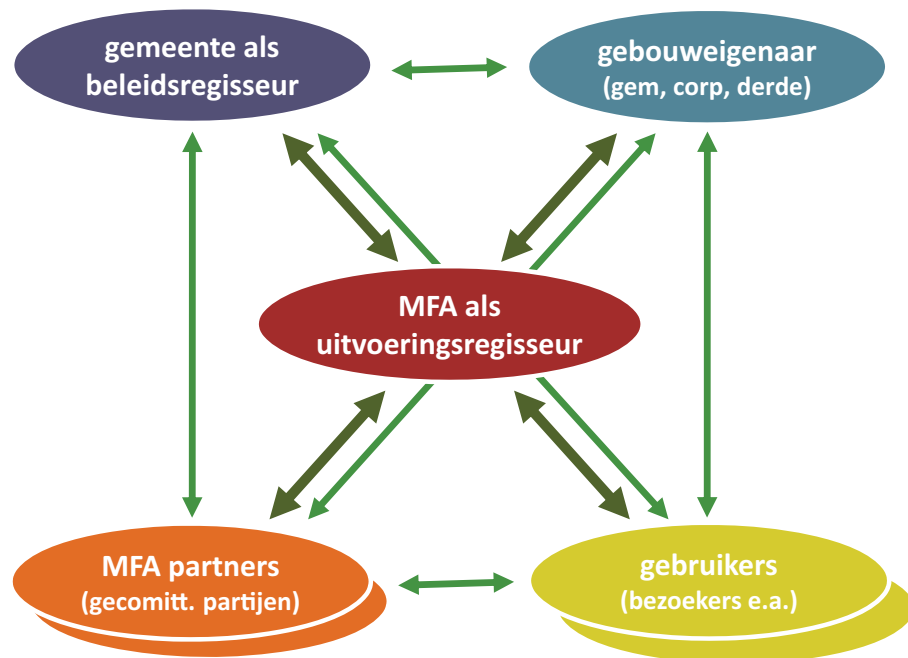 gemeente als
beleidsregisseur
gebouweigenaar
(gem, corp, derde)
MFA als
uitvoeringsregisseur
MFA partners
(gecomitt. partijen)
gebruikers
(bezoekers e.a.)